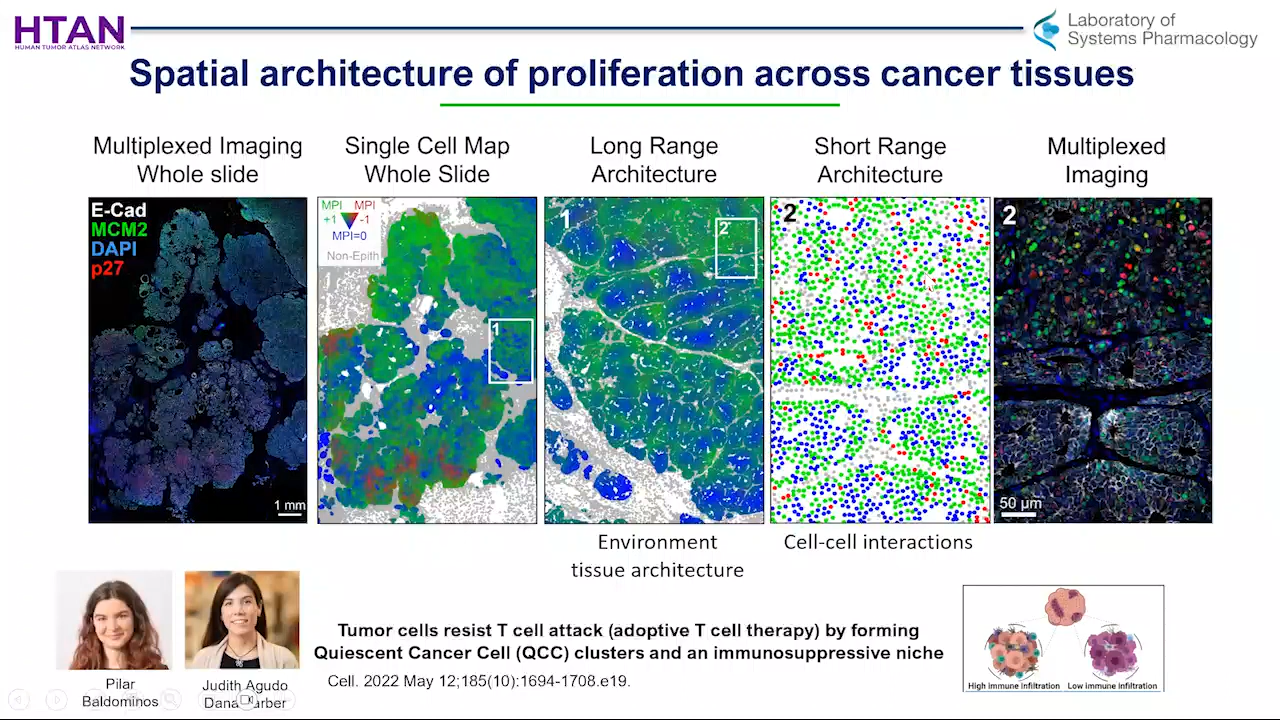 HTAN
HUMAN TUMOR ATLAS NETWORK
Laboratory of
Systems Pharmacology
Spatial architecture of proliferation across cancer tissues
Multiplexed Imaging
Whole slide
Single Cell Map
Whole Slide
Long Range
Architecture
Short Range
Architecture
Multiplexed
Imaging
E-Cad
MCM2
DAPI
p27
1 mm
MPI MPI
+1 -1
MPI=0
Non-Epith
1
1
2
2
2
50 µm
Environment
tissue architecture
Cell-cell interactions
Pilar
Baldominos
Judith Agudo
Tumor cells resist T cell attack (adoptive T cell therapy) by forming
Quiescent Cancer Cell (QCC) clusters and an immunosuppressive niche
Cell. 2022 May 12;185(10):1694-1708.e19.
High immune infiltration Low immune infiltration